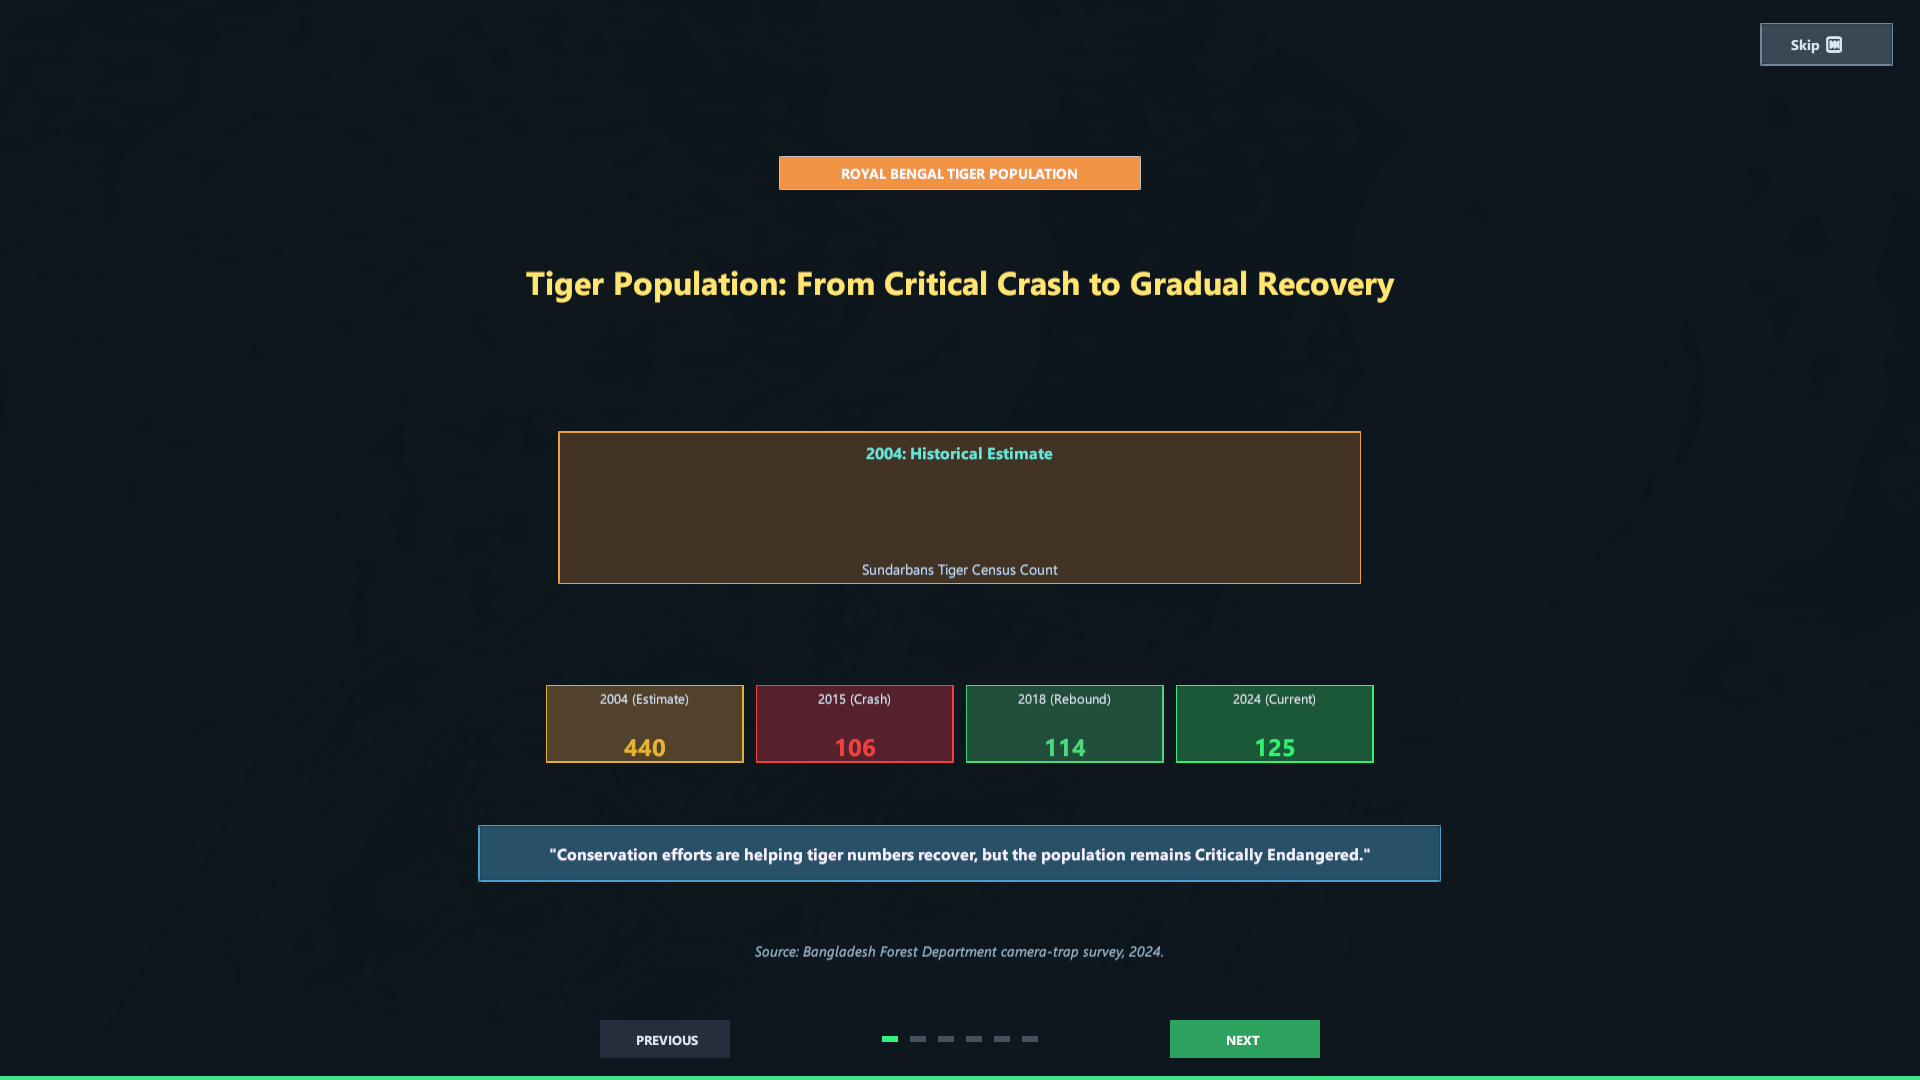 Skip
ROYAL BENGAL TIGER POPULATION
Tiger Population: From Critical Crash to Gradual Recovery
2004: Historical Estimate
Sundarbans Tiger Census Count
2004 (Estimate)
440
2015 (Crash)
106
2018 (Rebound)
114
2024 (Current)
125
"Conservation efforts are helping tiger numbers recover, but the population remains Critically Endangered."
Source: Bangladesh Forest Department camera-trap survey, 2024.
PREVIOUS
NEXT